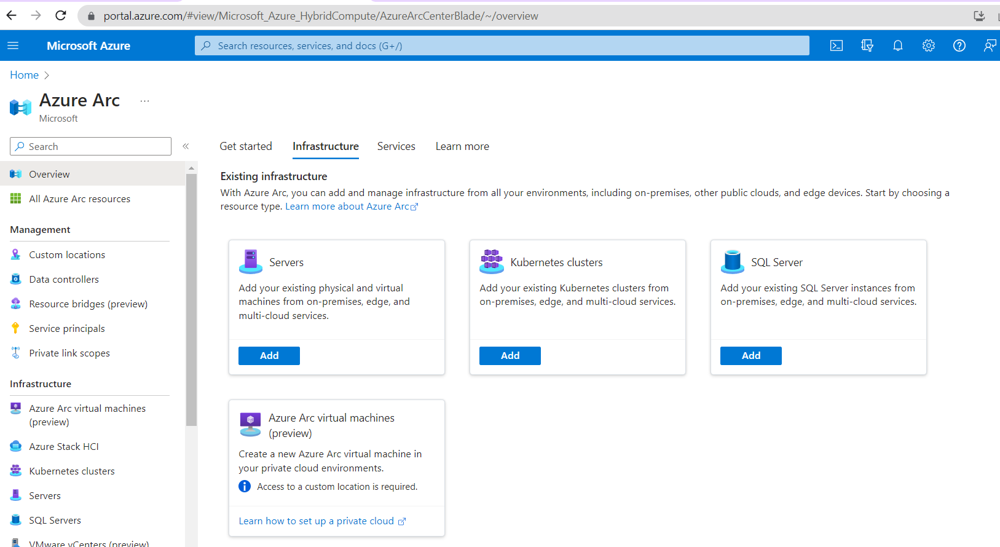 portal.azure.com/#view/Microsoft_Azure_HybridCompute/AzureArcCenterBlade/~/overview
Microsoft Azure
Search resources, services, and docs (G+/)
Home
Azure Arc
...
Microsoft
Search
«
Overview
All Azure Arc resources
Management
Custom locations
Data controllers
Resource bridges (preview)
Service principals
Private link scopes
Infrastructure
Azure Arc virtual machines
(preview)
Azure Stack HCI
Kubernetes clusters
Servers
SQL Servers
VMware vCenters (preview)
Get started
Infrastructure
Services
Learn more
Existing infrastructure
With Azure Arc, you can add and manage infrastructure from all your environments, including on-premises, other public clouds, and edge devices. Start by choosing a
resource type. Learn more about Azure Arc
Servers
Add your existing physical and virtual
machines from on-premises, edge, and
multi-cloud services.
Add
Kubernetes clusters
Add your existing Kubernetes clusters from
on-premises, edge, and multi-cloud services.
Add
SQL Server
Add your existing SQL Server instances from
on-premises, edge, and multi-cloud services.
Add
Azure Arc virtual machines
(preview)
Create a new Azure Arc virtual machine in
your private cloud environments.
Access to a custom location is required.
Learn how to set up a private cloud